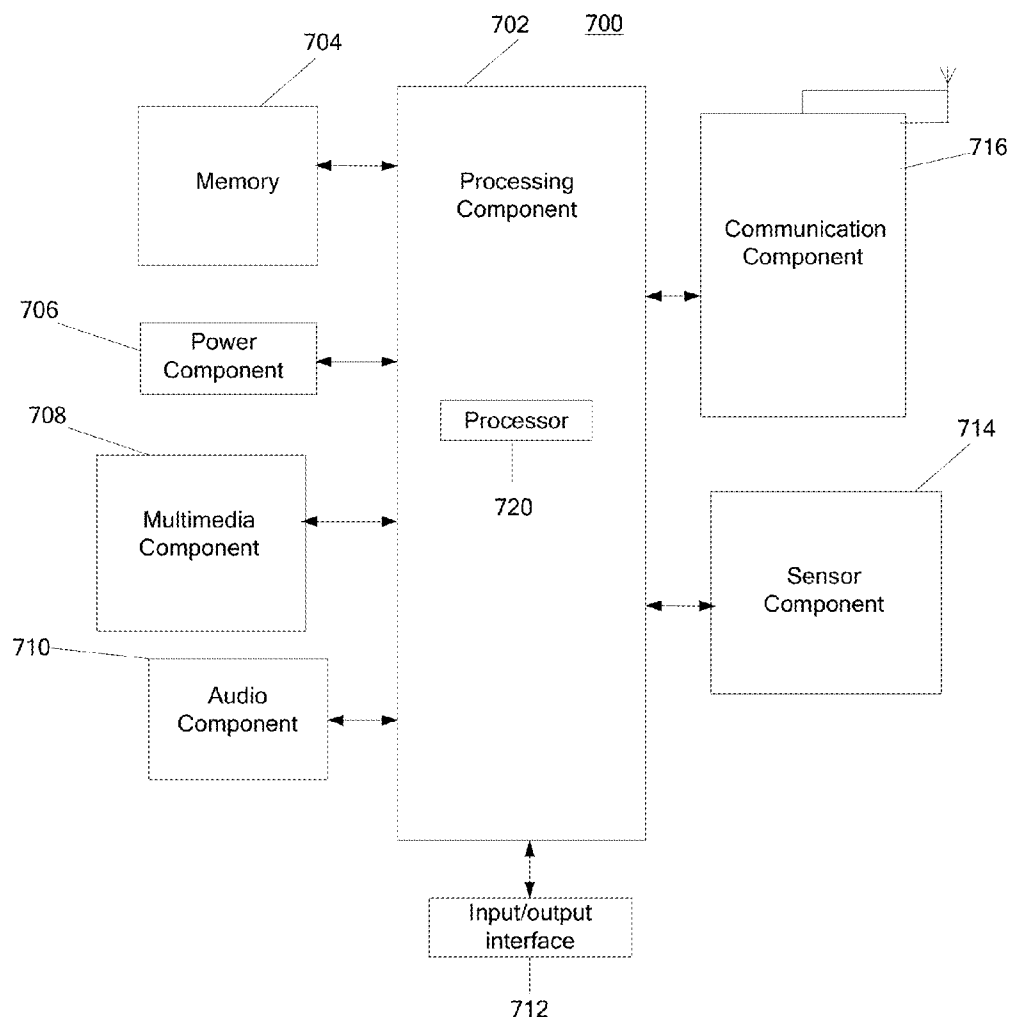 702
700
704
Memory
Processing
Component
716
Communication
Component
706
Power
Component
708
Processor
720
714
Multimedia
Component
Sensor
Component
710
Audio
Component
Input/output
interface
712